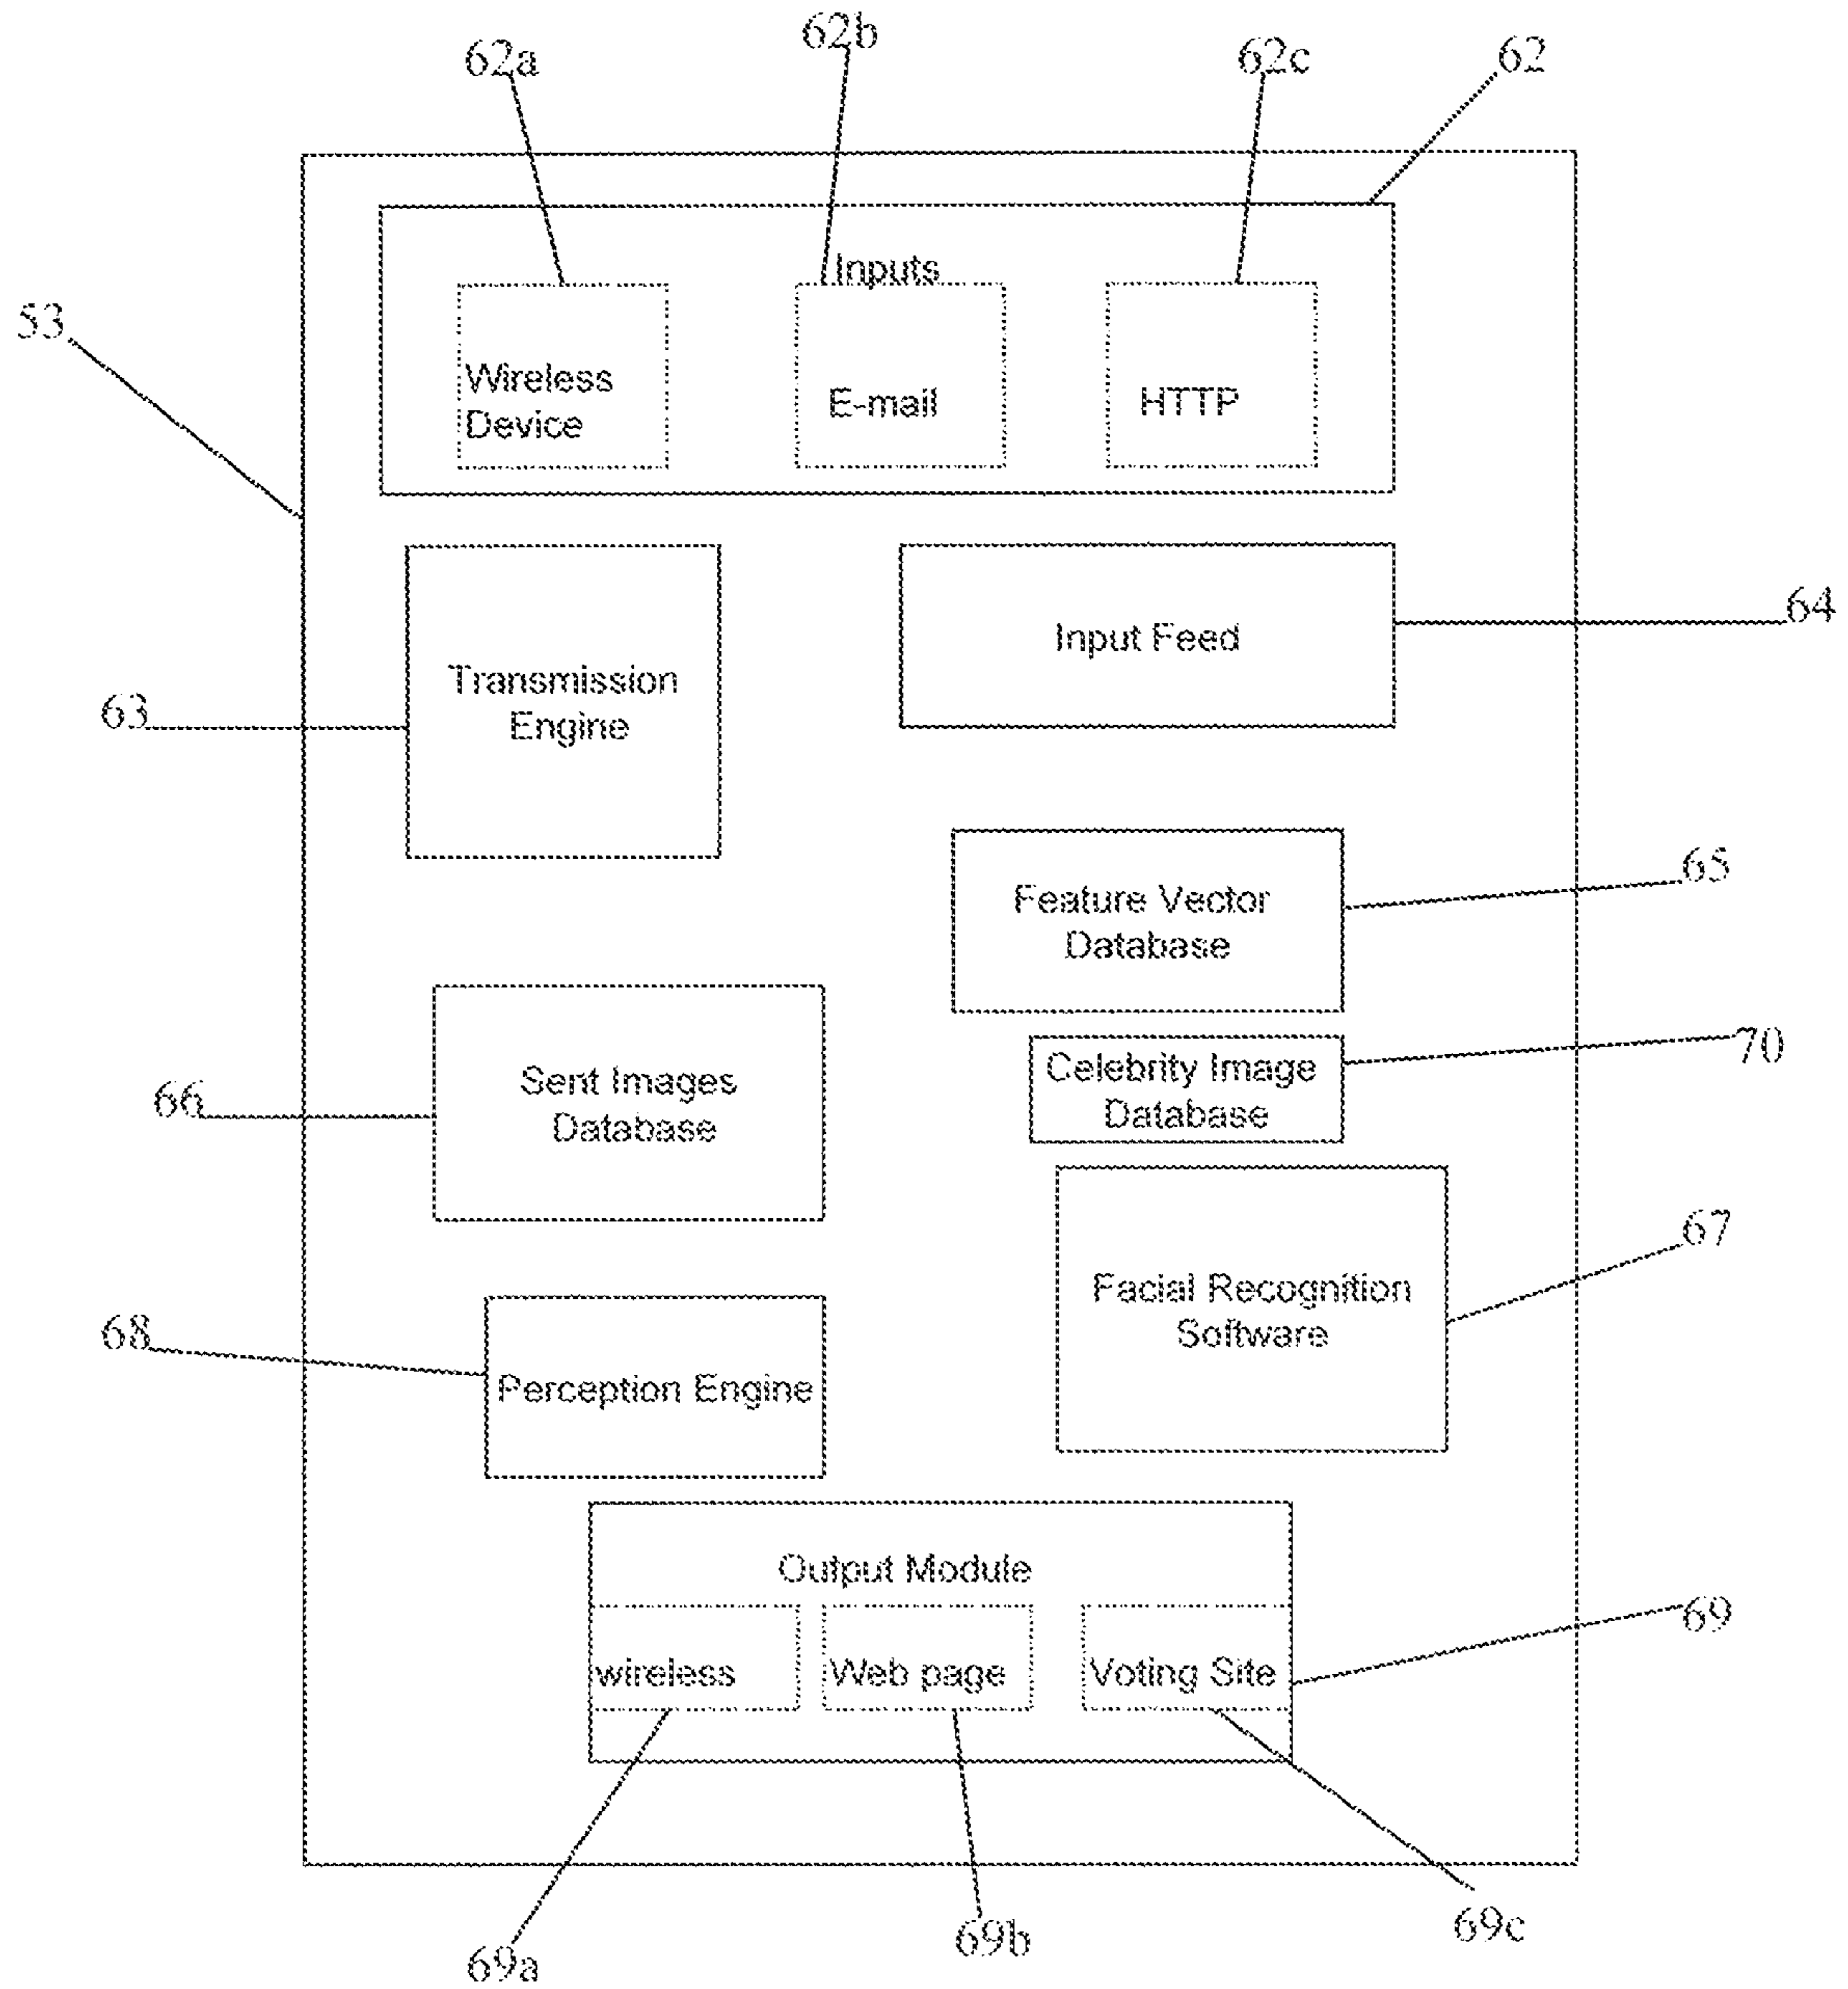 62a
62b
62c
62
Inputs
53
Wireless
Device
E-mail
HTTP
64
Input Feed
Transmission
Engine
63
65
Feature Vector
Database
70
Celebrity Image
Database
Sent Images
Database
66
67
Facial Recognition
Software
68
Perception Engine
Output Module
69
wireless
Web page
Voting Site
69a
69b
69c